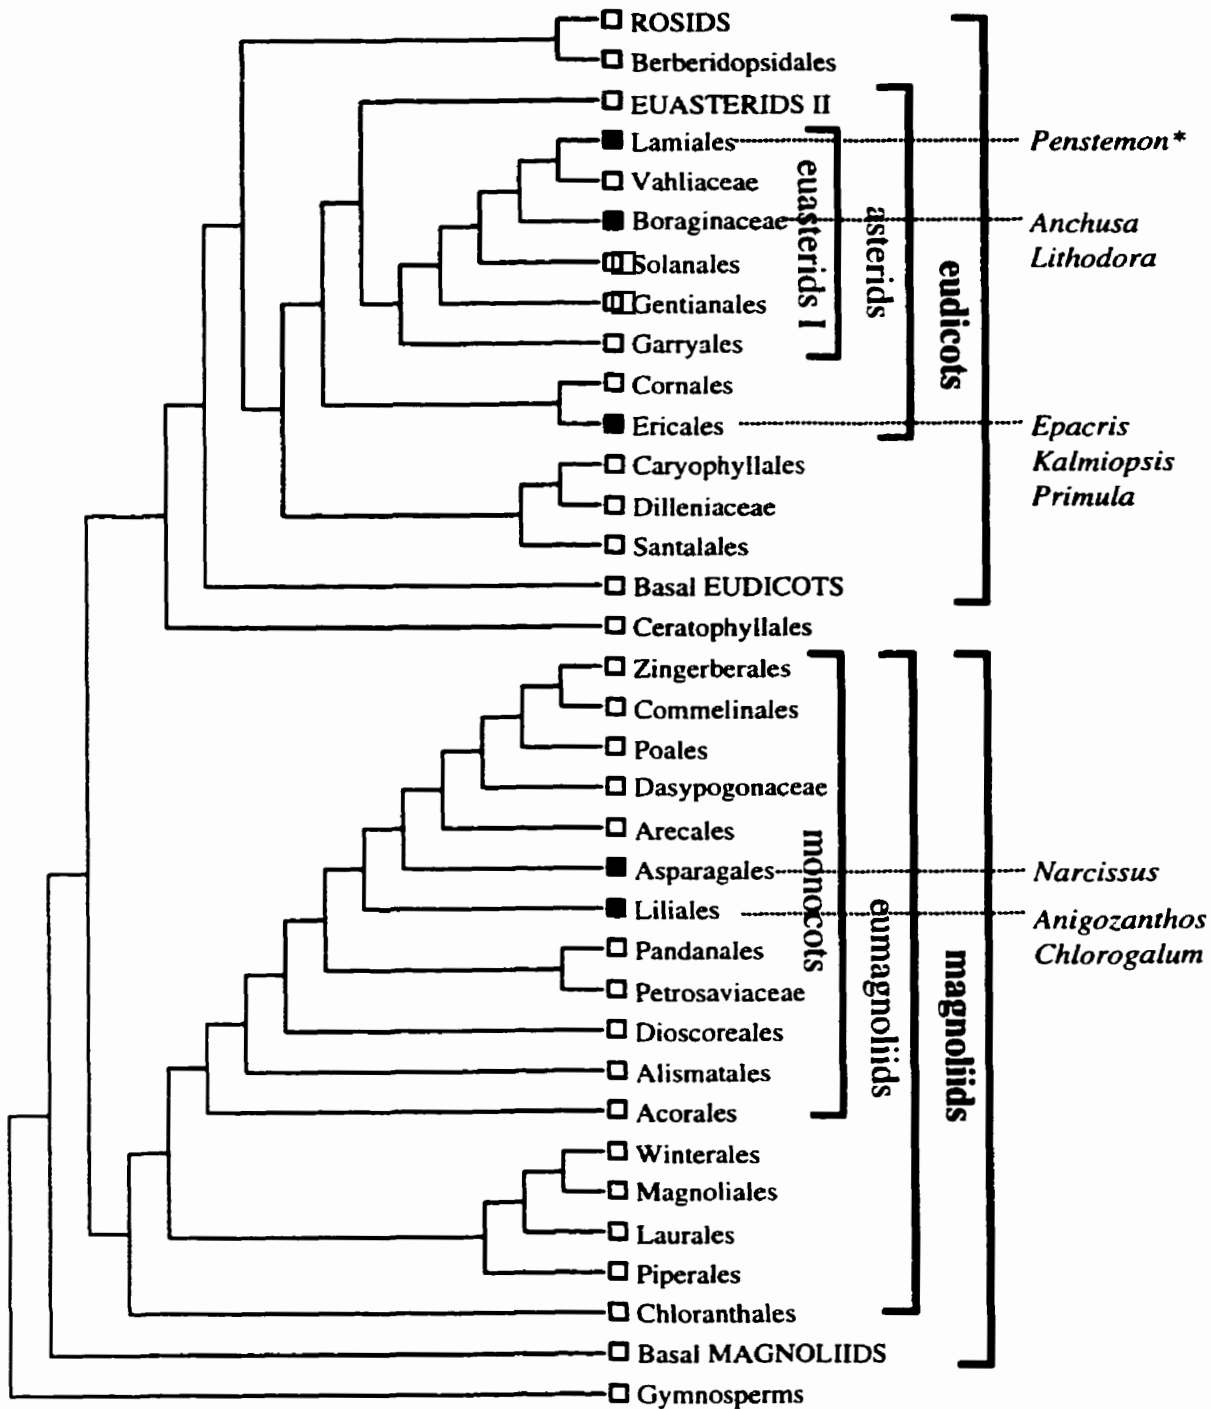 ROSIDS
Berberidopsidales
EUASTERIDS II
Lamiales
Vahliaceae
Boraginaceae
Solanales
Gentianales
Garryales
Cornales
Ericales
Caryophyllales
Dilleniaceae
Santalales
Basal EUDICOTS
Ceratophyllales
Zingerberales
Commelinales
Poales
Dasypogonaceae
Arecales
Asparagales
Liliales
Pandanales
Petrosaviaceae
Dioscoreales
Alismatales
Acorales
Winterales
Magnoliales
Laurales
Piperales
Chloranthales
Basal MAGNOLIIDS
Gymnosperms
euasterids I
asterids
eudicots
monocots
eumagnoliids
magnoliids
Penstemon*
Anchusa
Lithodora
Epacris
Kalmiopsis
Primula
Narcissus
Anigozanthos
Chlorogalum